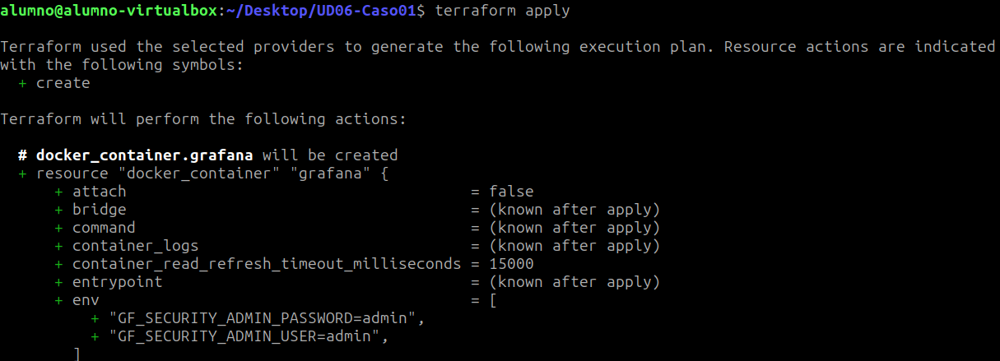 alumno@alumno-virtualbox:~/Desktop/UD06-Caso01$ terraform apply
Terraform used the selected providers to generate the following execution plan. Resource actions are indicated
with the following symbols:
+ create
Terraform will perform the following actions:
# docker_container.grafana will be created
+ resource "docker_container" "grafana" {
+ attach = false
+ bridge = (known after apply)
+ command = (known after apply)
+ container_logs = (known after apply)
+ container_read_refresh_timeout_milliseconds = 15000
+ entrypoint = (known after apply)
+ env = [
+ "GF_SECURITY_ADMIN_PASSWORD=admin",
+ "GF_SECURITY_ADMIN_USER=admin",
]